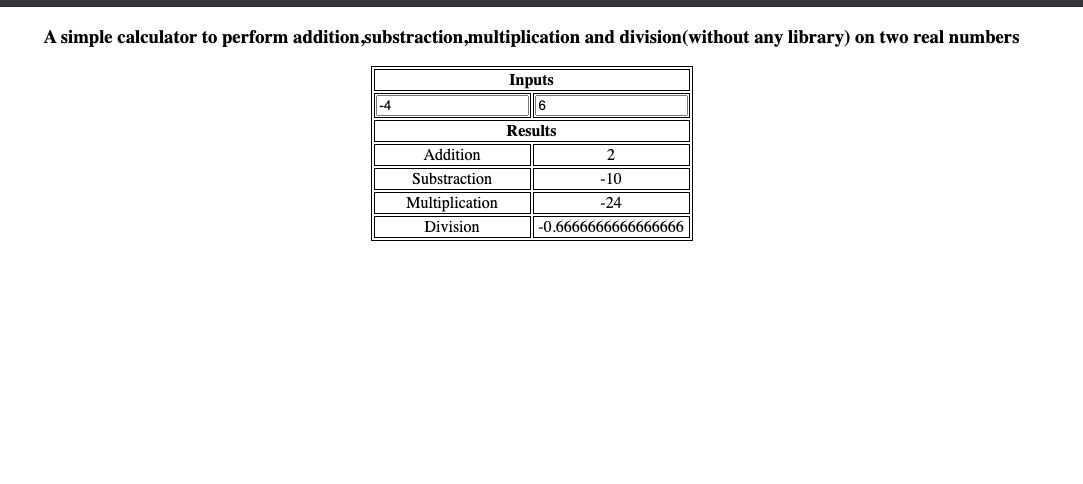 A simple calculator to perform addition,substraction,multiplication and division(without any library) on two real numbers
Inputs
-4 6
Results
Addition 2
Substraction -10
Multiplication -24
Division -0.6666666666666666